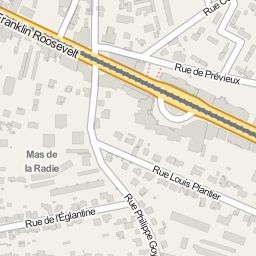 Franklin Roosevelt
Rue de Prévieux
Mas de
la Radie
Rue Louis Plantier
Rue de l'Églantine
Rue Philippe